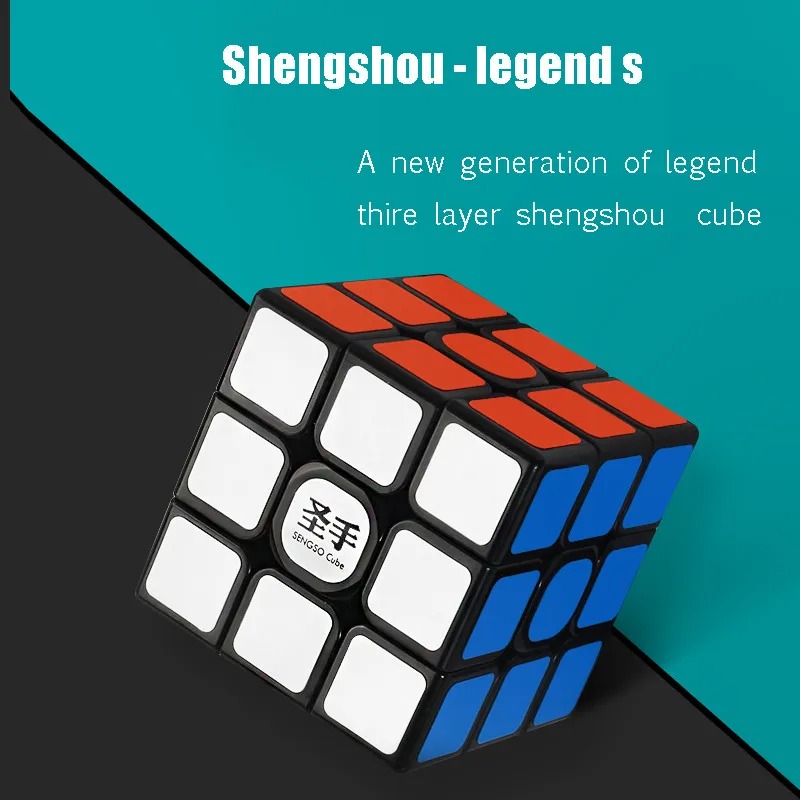 Shengshou - legend s
A new generation of legend
thire layer shengshou cube
圣手
SENGSO Cube